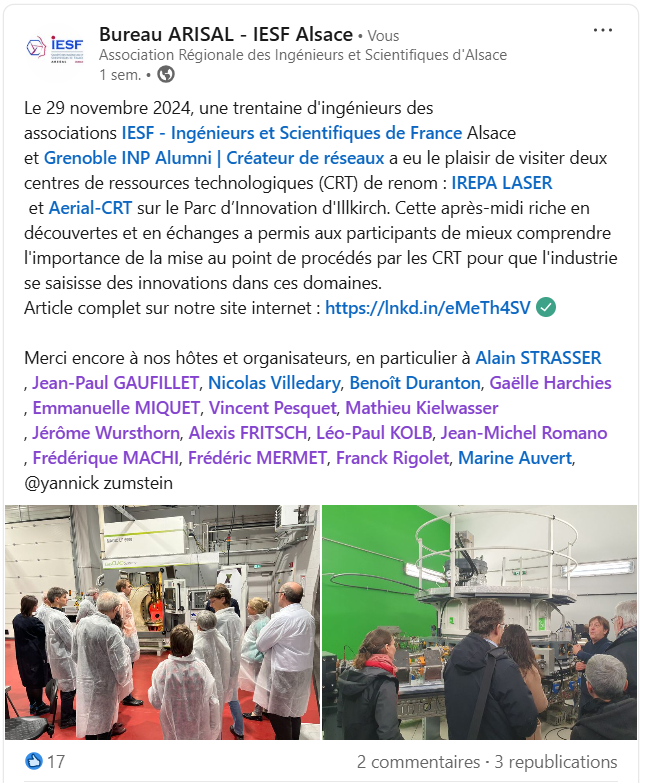 iESF
ARISAL
Bureau ARISAL - IESF Alsace • Vous
Association Régionale des Ingénieurs et Scientifiques d'Alsace
1 sem. •
Le 29 novembre 2024, une trentaine d'ingénieurs des
associations IESF - Ingénieurs et Scientifiques de France Alsace
et Grenoble INP Alumni | Créateur de réseaux a eu le plaisir de visiter deux
centres de ressources technologiques (CRT) de renom : IREPA LASER
et Aerial-CRT sur le Parc d’Innovation d'Illkirch. Cette après-midi riche en
découvertes et en échanges a permis aux participants de mieux comprendre
l'importance de la mise au point de procédés par les CRT pour que l'industrie
se saisisse des innovations dans ces domaines.
Article complet sur notre site internet : https://lnkd.in/eMeTh4SV
Merci encore à nos hôtes et organisateurs, en particulier à Alain STRASSER
, Jean-Paul GAUFILLET, Nicolas Villedary, Benoît Duranton, Gaëlle Harchies
, Emmanuelle MIQUET, Vincent Pesquet, Mathieu Kielwasser
, Jérôme Wursthorn, Alexis FRITSCH, Léo-Paul KOLB, Jean-Michel Romano
, Frédérique MACHI, Frédéric MERMET, Franck Rigolet, Marine Auvert,
@yannick zumstein
17
2 commentaires · 3 republications